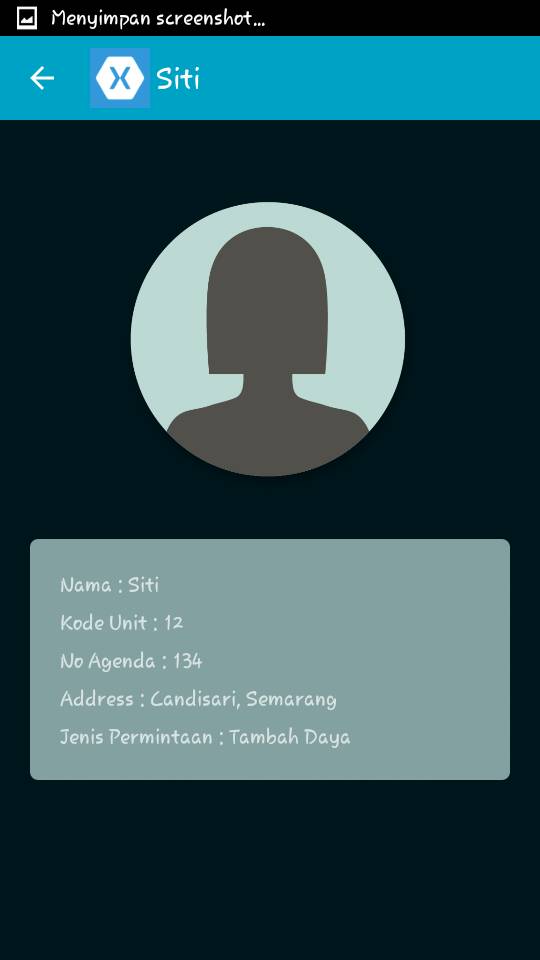 Menyimpan screenshot...
Siti
Nama : Siti
Kode Unit : 12
No Agenda : 134
Address : Candisari, Semarang
Jenis Permintaan : Tambah Daya